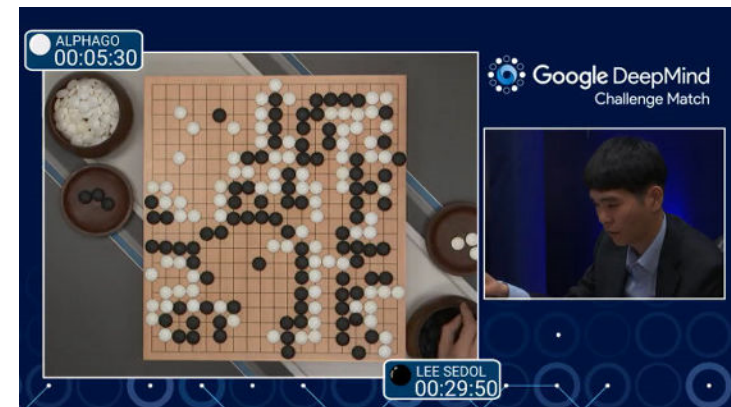 ALPHAGO
00:05:30
Google DeepMind
Challenge Match
LEE SEDOL
00:29:50